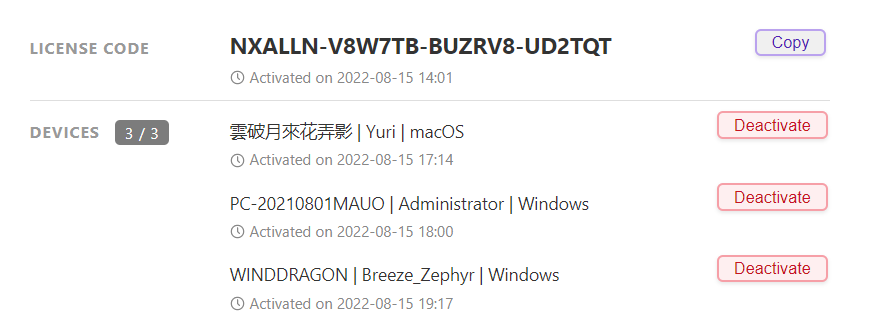 LICENSE CODE
NXALLN-V8W7TB-BUZRV8-UD2TQT
Copy
Activated on 2022-08-15 14:01
DEVICES
3 / 3
雲破月來花弄影 | Yuri | macOS
Deactivate
Activated on 2022-08-15 17:14
PC-20210801MAUO | Administrator | Windows
Deactivate
Activated on 2022-08-15 18:00
WINDDRAGON | Breeze_Zephyr | Windows
Deactivate
Activated on 2022-08-15 19:17